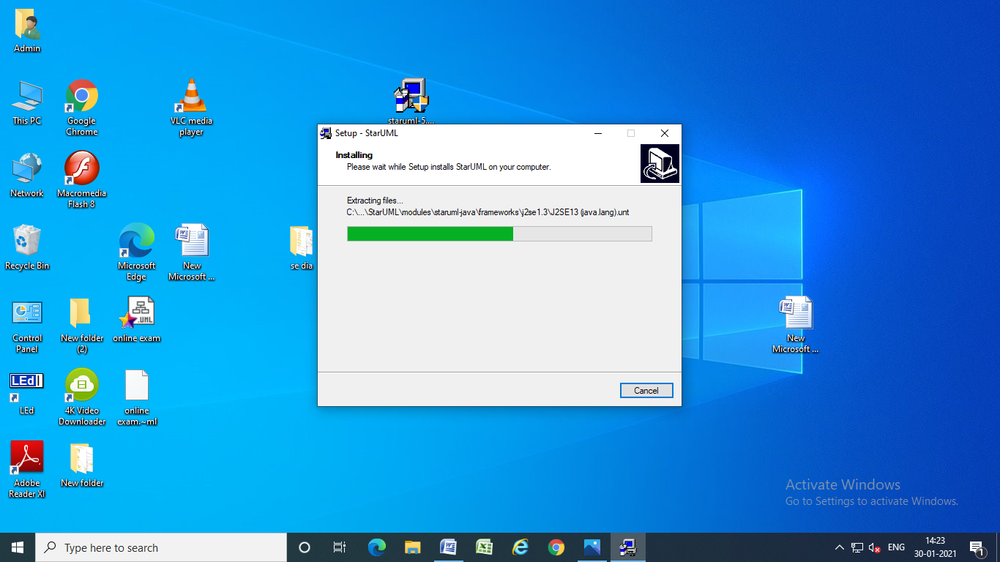 Admin
This PC
Google
Chrome
VLC media
player
staruml-5....
Network
Macromedia
Flash 8
Recycle Bin
Microsoft
Edge
New
Microsoft ...
se dia
Control
Panel
New folder
(2)
.UML
online exam
LEd
LEd
4K Video
Downloader
online
exam.~ml
Adobe
Reader XI
New folder
Setup - StarUML
Installing
Please wait while Setup installs StarUML on your computer.
Extracting files...
C:\...\StarUML\modules\staruml-java\frameworks\j2se1.3\J2SE13 (java.lang).unt
Cancel
New
Microsoft ...
Activate Windows
Go to Settings to activate Windows.
Type here to search
ENG
14:23
30-01-2021
1